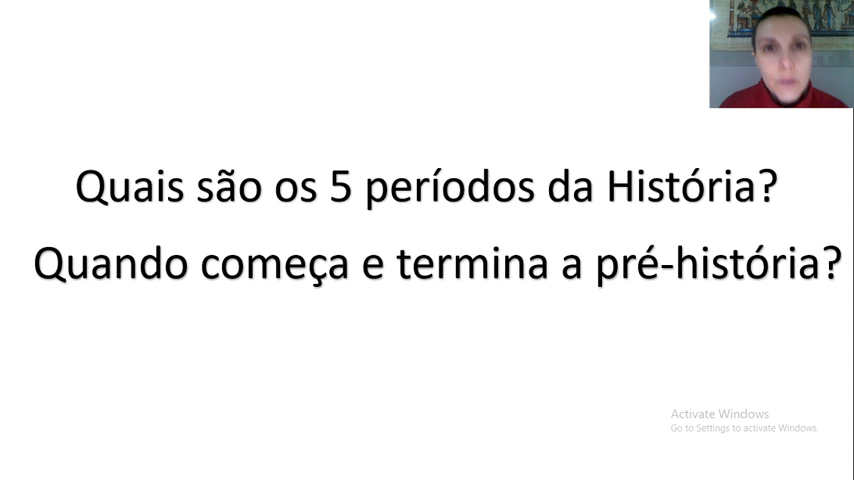 Quais são os 5 períodos da História?
Quando começa e termina a pré-história?
Activate Windows
Go to Settings to activate Windows.